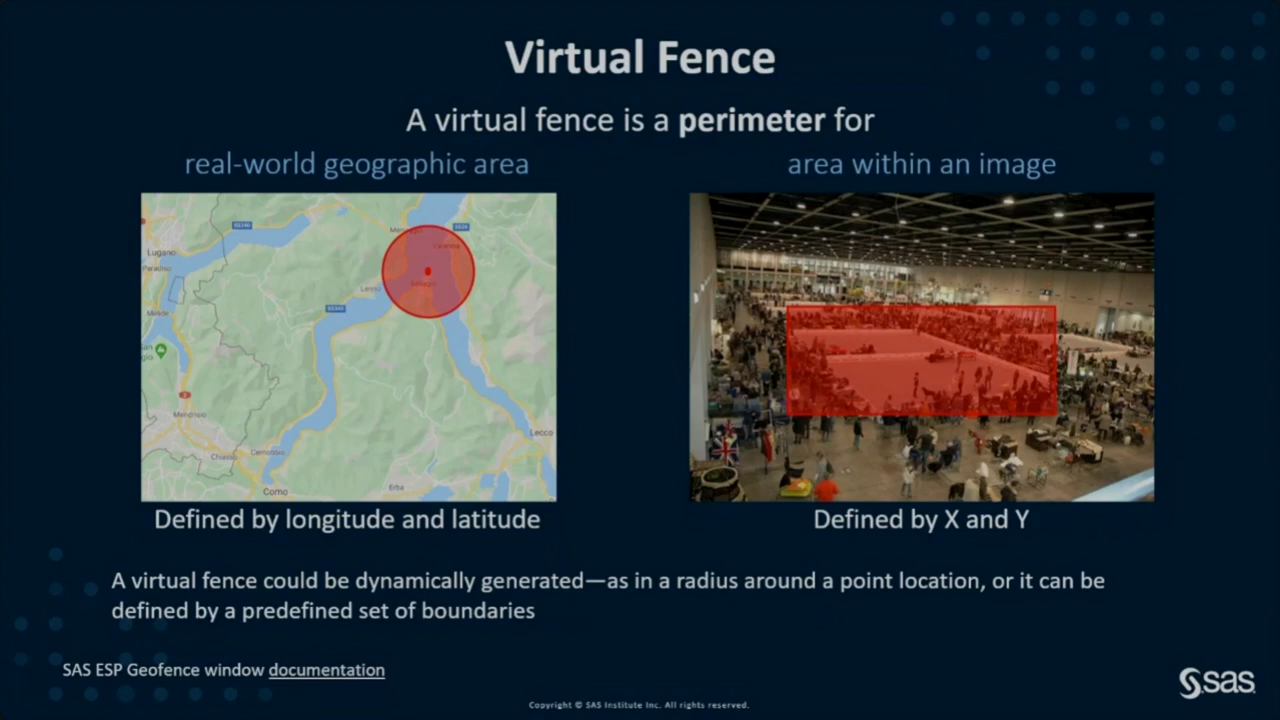 Virtual Fence
A virtual fence is a perimeter for
real-world geographic area
area within an image
Lugano
Paradiso
Lenno
Mendrisio
Chiasso
Cernobbio
Como
Erba
Lecco
Varenna
Bellagio
Defined by longitude and latitude
Defined by X and Y
A virtual fence could be dynamically generated—as in a radius around a point location, or it can be
defined by a predefined set of boundaries
SAS ESP Geofence window documentation
sas
Copyright © SAS Institute Inc. All rights reserved.